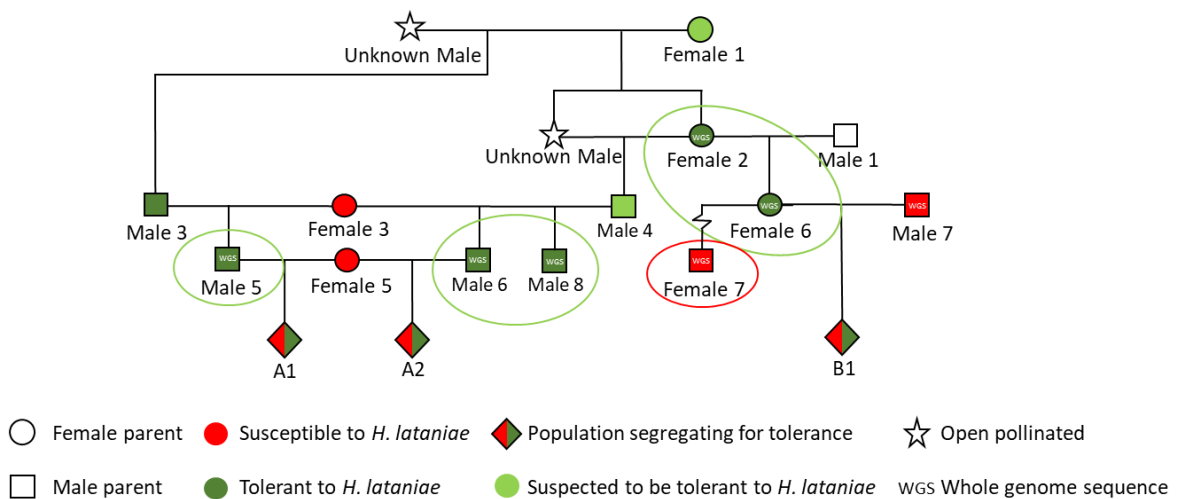 Unknown Male
Female 1
WGS
Unknown Male
Female 2
Male 1
WGS
WGS
Male 3
Female 3
Male 4
Female 6
Male 7
WGS
WGS
WGS
WGS
Male 5
Female 5
Male 6
Male 8
Female 7
A1
A2
B1
Female parent
Susceptible to H. lataniae
Population segregating for tolerance
Open pollinated
Male parent
Tolerant to H. lataniae
Suspected to be tolerant to H. lataniae
WGS Whole genome sequence